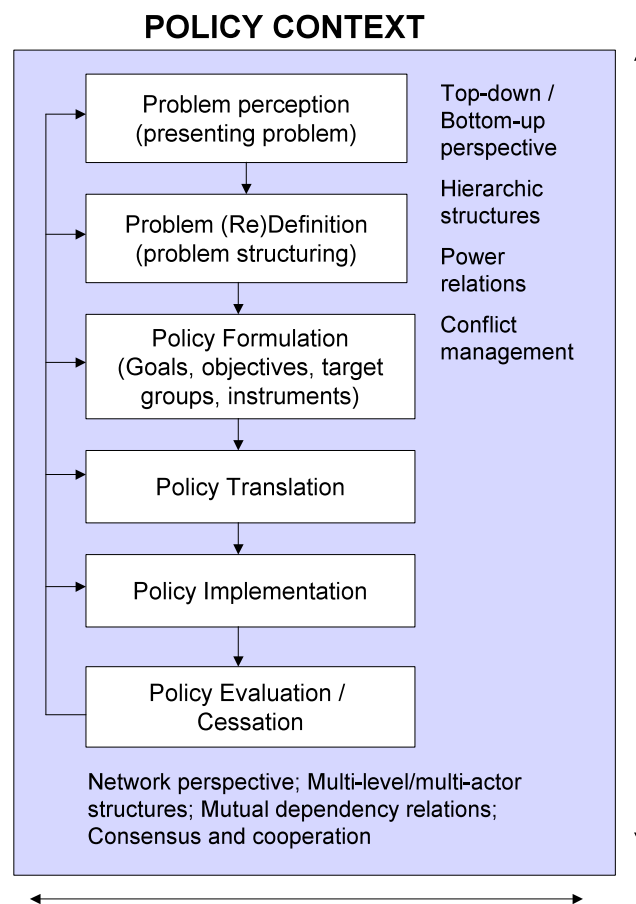 POLICY CONTEXT
Problem perception
(presenting problem)
Top-down /
Bottom-up
perspective
Hierarchic
structures
Problem (Re)Definition
(problem structuring)
Power
relations
Conflict
management
Policy Formulation
(Goals, objectives, target
groups, instruments)
Policy Translation
Policy Implementation
Policy Evaluation /
Cessation
Network perspective; Multi-level/multi-actor
structures; Mutual dependency relations;
Consensus and cooperation